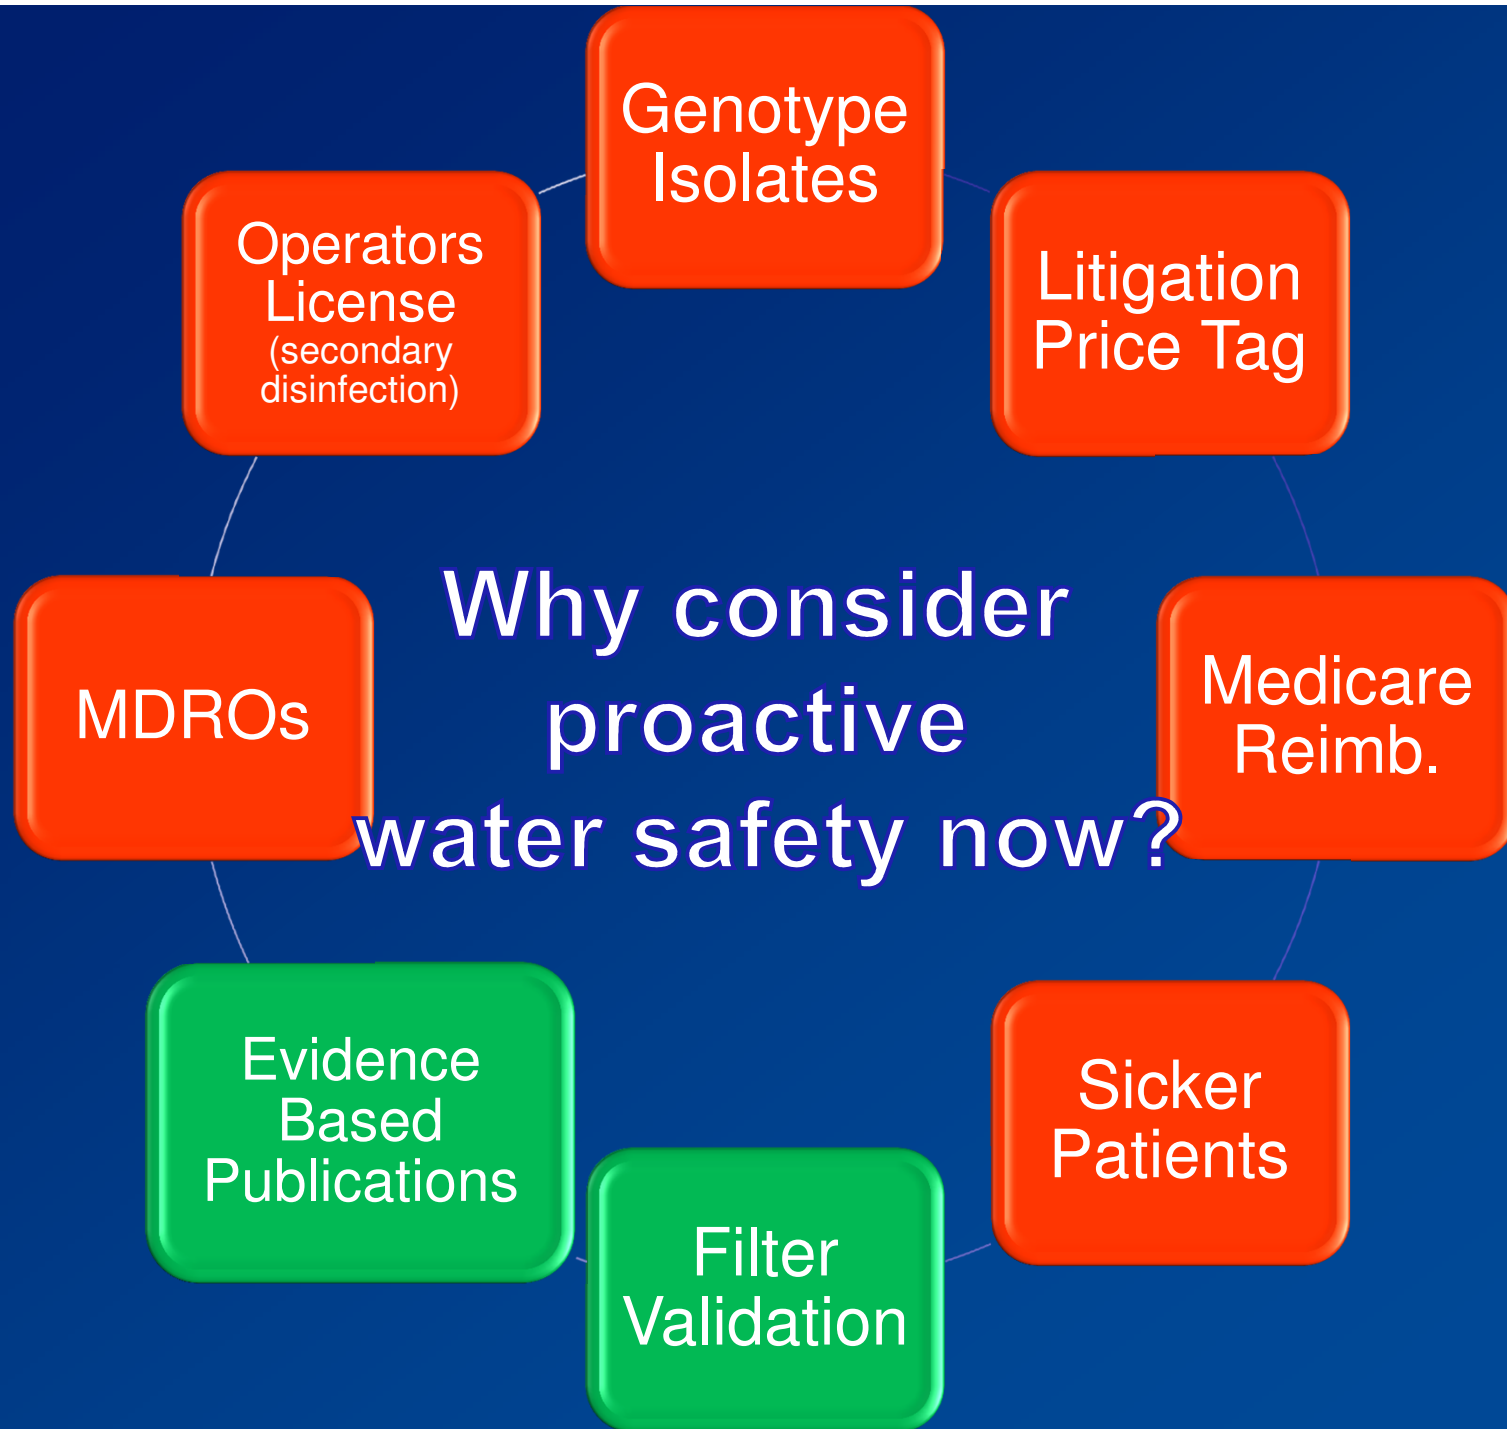 Genotype
Isolates
Operators
License
(secondary
disinfection)
Litigation
Price Tag
Why consider
proactive
water safety now?
MDROs
Medicare
Reimb.
Evidence
Based
Publications
Sicker
Patients
Filter
Validation